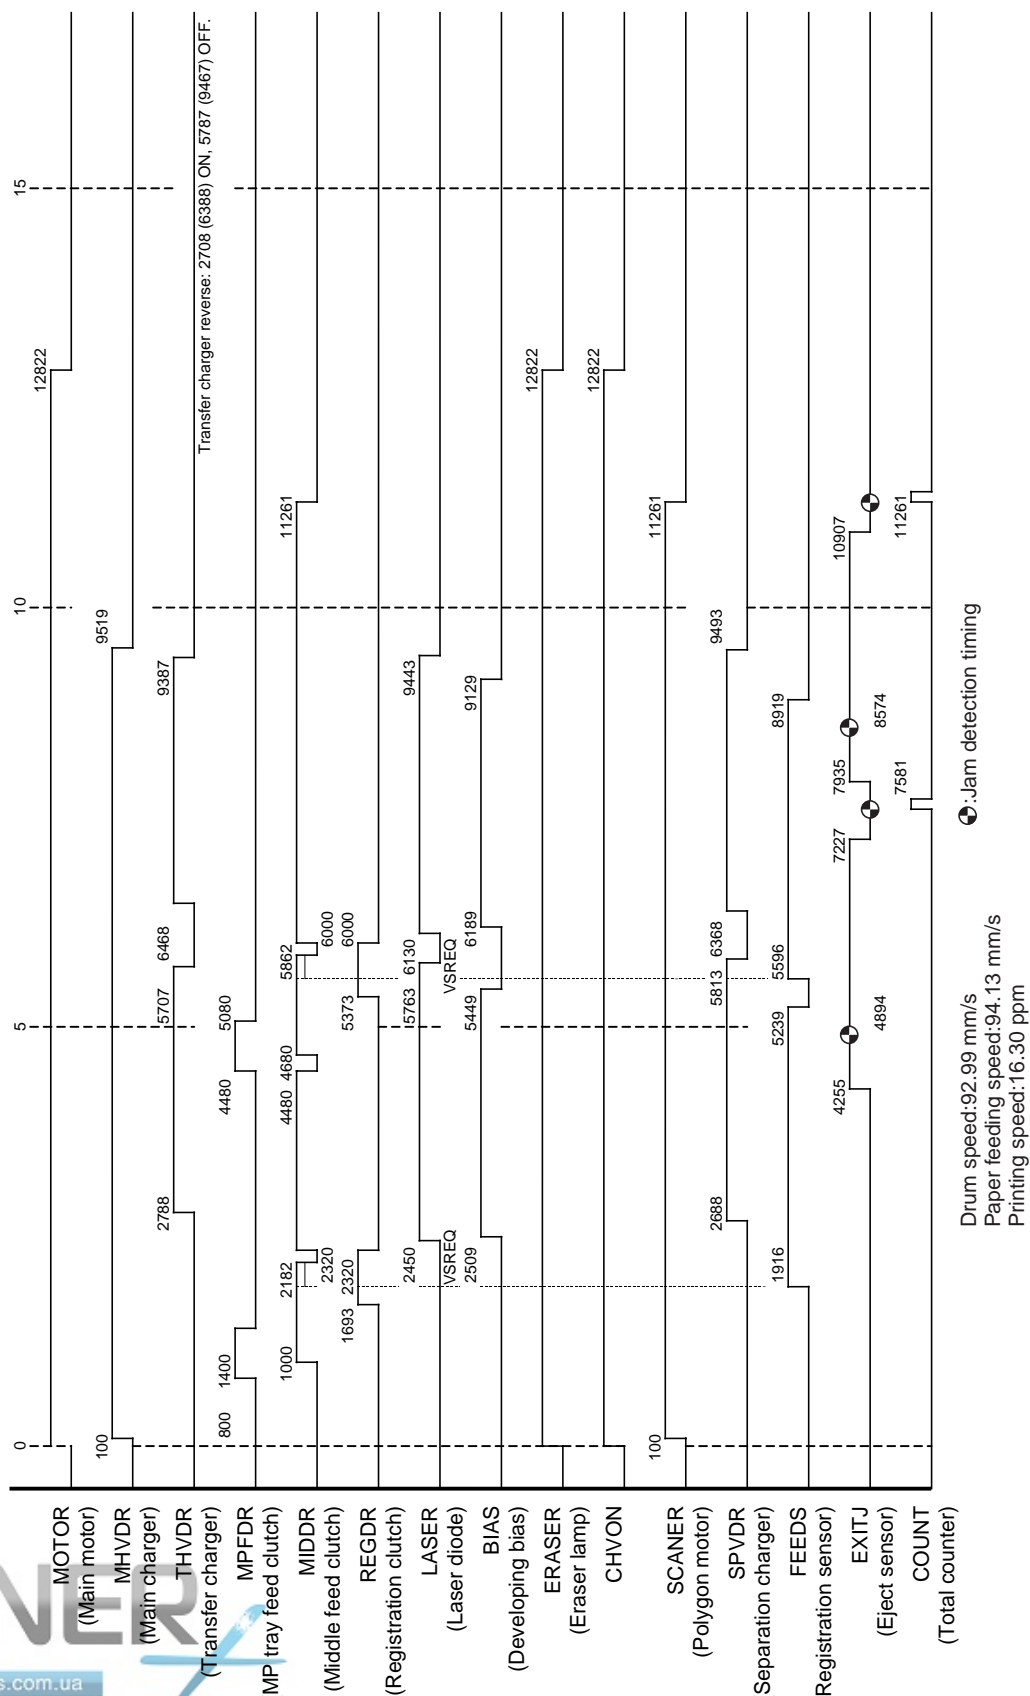 0
5
10
15
MOTOR
(Main motor)
12822
MHVDR
(Main charger)
100
9519
THVDR
(Transfer charger)
2788
5707
6468
9387
Transfer charger reverse: 2708 (6388) ON, 5787 (9467) OFF.
MPFDR
(MP tray feed clutch)
800
1400
4480
5080
MIDDR
(Middle feed clutch)
1000
2182
2320
4480
4680
5862
6000
11261
REGDR
(Registration clutch)
1693
2320
5373
6000
LASER
(Laser diode)
2450
VSREQ
5763
6130
VSREQ
9443
BIAS
(Developing bias)
2509
5449
6189
9129
ERASER
(Eraser lamp)
12822
CHVON
12822
SCANER
(Polygon motor)
100
11261
SPVDR
Separation charger)
2688
5813
6368
9493
FEEDS
Registration sensor)
1916
5239
5596
8919
EXITJ
(Eject sensor)
4255
4894
7227
7935
8574
10907
COUNT
(Total counter)
7581
11261
:Jam detection timing
Drum speed:92.99 mm/s
Paper feeding speed:94.13 mm/s
Printing speed:16.30 ppm
NER
s.com.ua